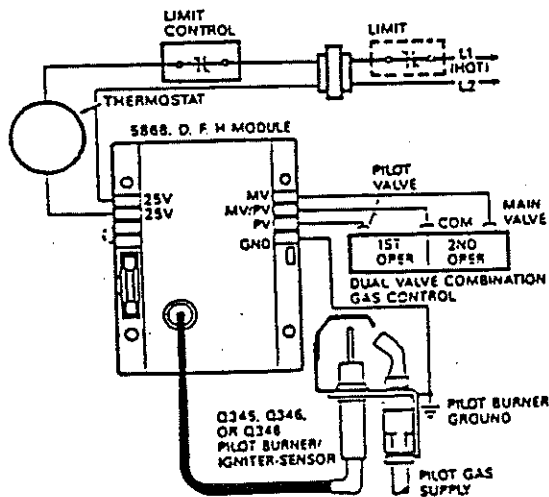 LIMIT
CONTROL
LIMIT
L1
(HOT)
L2
THERMOSTAT
S868, D, F, H MODULE
PILOT
VALVE
25V
25V
MV
MV/PV
PV
GND
MAIN
VALVE
COM
1ST
OPER
2ND
OPER
DUAL VALVE COMBINATION
GAS CONTROL
Q345, Q346,
OR Q348
PILOT BURNER/
IGNITER-SENSOR
PILOT BURNER
GROUND
PILOT GAS
SUPPLY